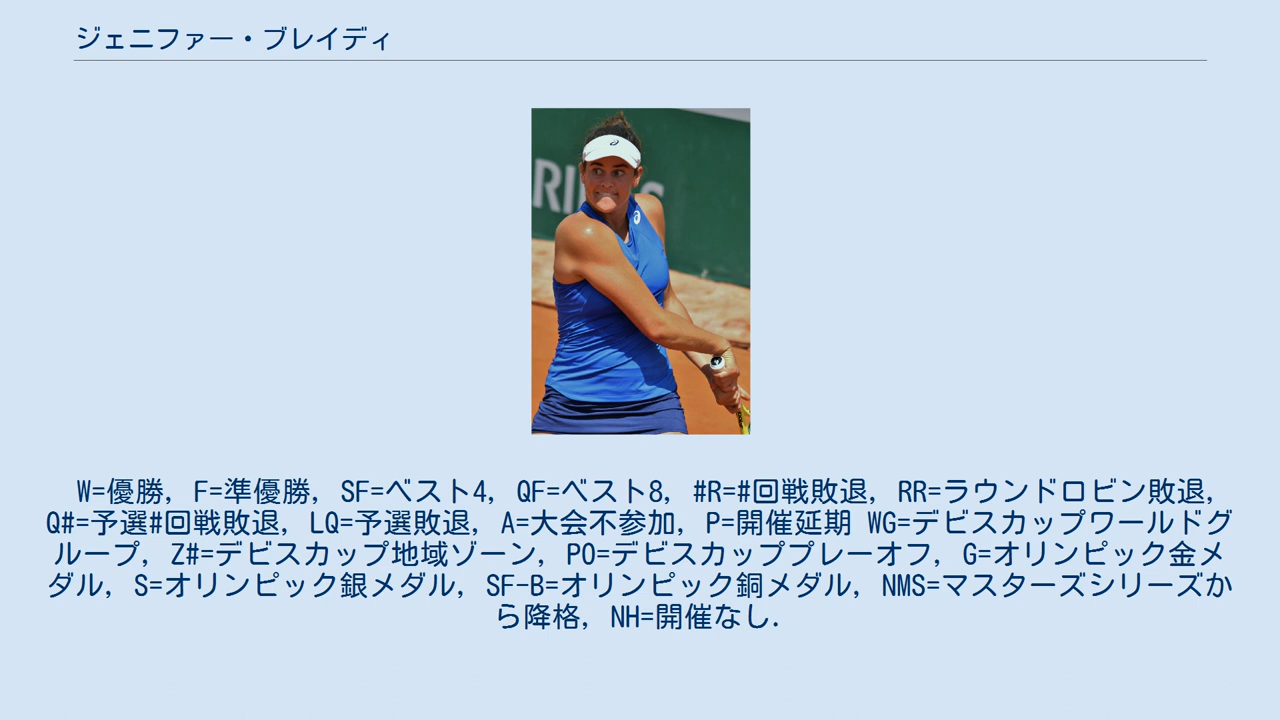 ジェニファー・ブレイディ
W=優勝, F=準優勝, SF=ベスト4, QF=ベスト8, #R=#回戦敗退, RR=ラウンドロビン敗退,
Q#=予選#回戦敗退, LQ=予選敗退, A=大会不参加, P=開催延期 WG=デビスカップワールドグ
ループ, Z#=デビスカップ地域ゾーン, PO=デビスカッププレーオフ, G=オリンピック金メ
ダル, S=オリンピック銀メダル, SF-B=オリンピック銅メダル, NMS=マスターズシリーズか
ら降格, NH=開催なし.